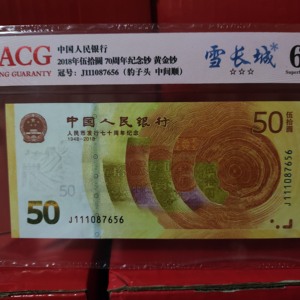 ACG
NG GUARANTY
中国人民银行
2018年伍拾圆 70周年纪念钞 黄金钞
冠号：J111087656（豹子头 中间顺）
雪长城
6
Super
中国人民银行
人民币发行七十周年纪念
1948-2018
伍拾圆
50
50
J111087656
J111087656